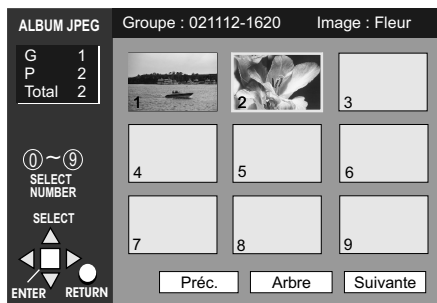 ALBUM JPEG
Groupe : 021112-1620 Image : Fleur
G 1
P 2
Total 2
1
2
3
4
5
6
7
8
9
0~9
SELECT
NUMBER
SELECT
ENTER RETURN
Préc. Arbre Suivante